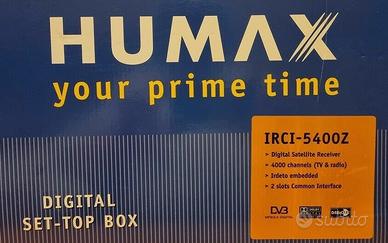 HUMAX
your prime time
IRCI-5400Z
> Digital Satellite Receiver
> 4000 channels (TV & radio)
> Irdeto embedded
> 2 slots Common Interface
DIGITAL
SET-TOP BOX
DVB
subito